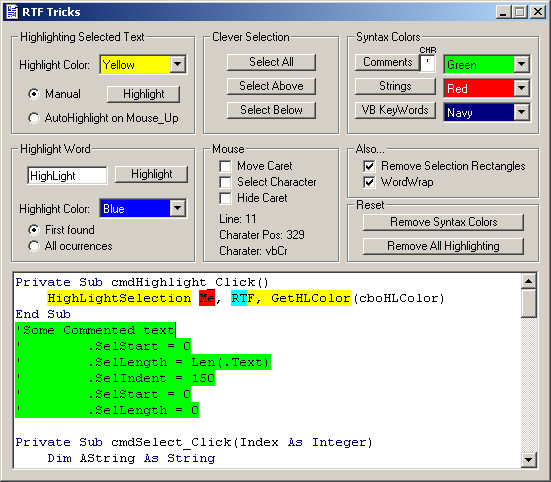 RTF Tricks
Highlighting Selected Text
Highlight Color: Yellow
Manual Highlight
AutoHighlight on Mouse_Up
Clever Selection
Select All
Select Above
Select Below
Syntax Colors
CHR
Comments ' Green
Strings Red
VB KeyWords Navy
Highlight Word
HighLight Highlight
Highlight Color: Blue
First found
All ocurrences
Mouse
Move Caret
Select Character
Hide Caret
Line: 11
Charater Pos: 329
Charater: vbCr
Also...
Remove Selection Rectangles
WordWrap
Reset
Remove Syntax Colors
Remove All Highlighting
Private Sub cmdHighlight_Click()
HighLightSelection Me, RTF, GetHLColor(cboHLColor)
End Sub
'Some Commented text
' .SelStart = 0
' .SelLength = Len(.Text)
' .SelIndent = 150
' .SelStart = 0
' .SelLength = 0
Private Sub cmdSelect_Click(Index As Integer)
Dim AString As String